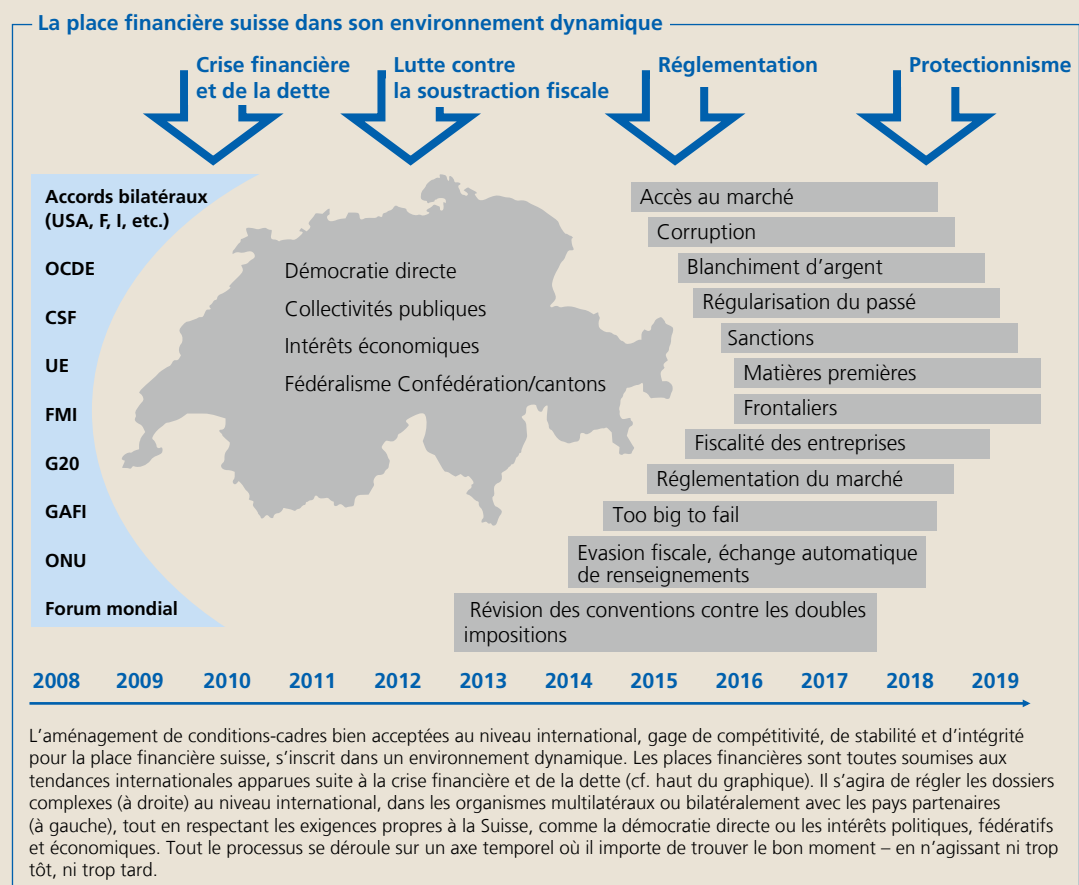 La place financière suisse dans son environnement dynamique
Crise financière
et de la dette
Lutte contre
la soustraction fiscale
Réglementation
Protectionnisme
Accords bilatéraux
(USA, F, I, etc.)
OCDE
CSF
UE
FMI
G20
GAFI
ONU
Forum mondial
Démocratie directe
Collectivités publiques
Intérêts économiques
Fédéralisme Confédération/cantons
Accès au marché
Corruption
Blanchiment d'argent
Régularisation du passé
Sanctions
Matières premières
Frontaliers
Fiscalité des entreprises
Réglementation du marché
Too big to fail
Evasion fiscale, échange automatique
de renseignements
Révision des conventions contre les doubles
impositions
2008 2009 2010 2011 2012 2013 2014 2015 2016 2017 2018 2019
L'aménagement de conditions-cadres bien acceptées au niveau international, gage de compétitivité, de stabilité et d'intégrité
pour la place financière suisse, s'inscrit dans un environnement dynamique. Les places financières sont toutes soumises aux
tendances internationales apparues suite à la crise financière et de la dette (cf. haut du graphique). Il s'agira de régler les dossiers
complexes (à droite) au niveau international, dans les organismes multilatéraux ou bilatéralement avec les pays partenaires
(à gauche), tout en respectant les exigences propres à la Suisse, comme la démocratie directe ou les intérêts politiques, fédératifs
et économiques. Tout le processus se déroule sur un axe temporel où il importe de trouver le bon moment – en n'agissant ni trop
tôt, ni trop tard.